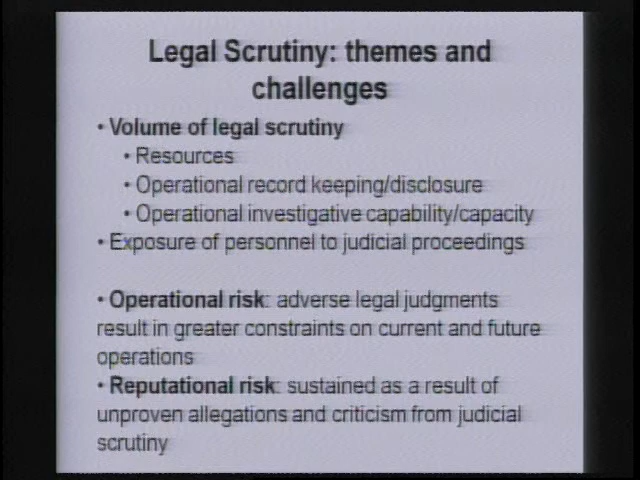 Legal Scrutiny: themes and
challenges
• Volume of legal scrutiny
• Resources
• Operational record keeping/disclosure
• Operational investigative capability/capacity
• Exposure of personnel to judicial proceedings
• Operational risk: adverse legal judgments
result in greater constraints on current and future
operations
• Reputational risk: sustained as a result of
unproven allegations and criticism from judicial
scrutiny